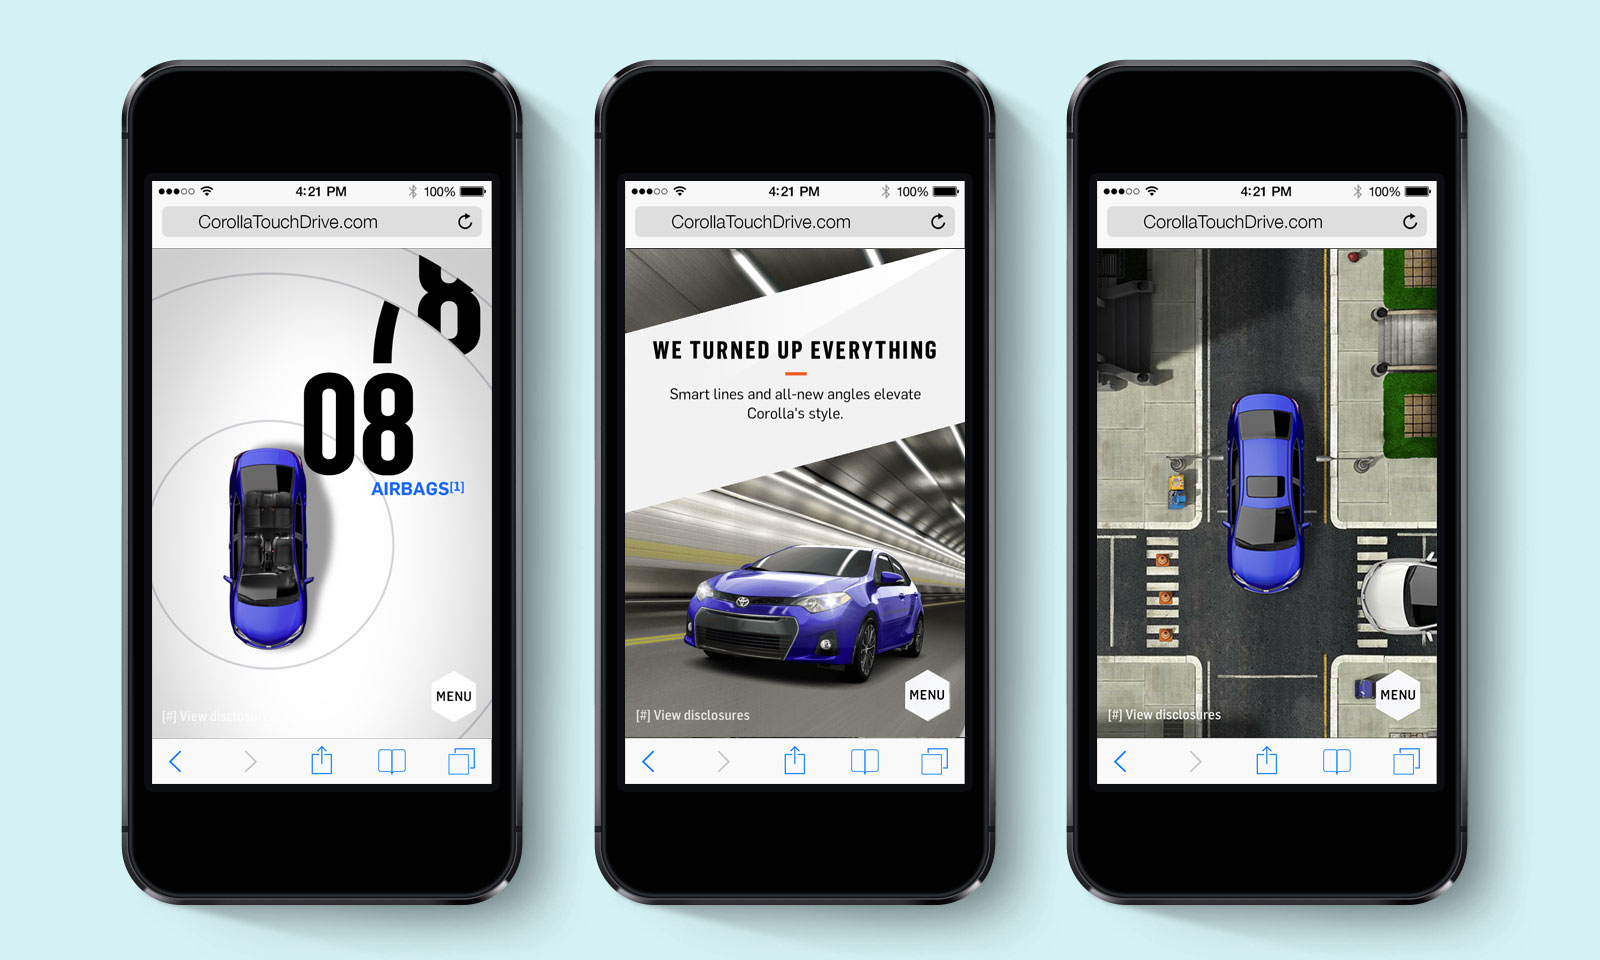 4:21 PM
100%
CorollaTouchDrive.com
78
08
AIRBAGS[1]
MENU
[#] View disclosures
4:21 PM
100%
CorollaTouchDrive.com
WE TURNED UP EVERYTHING
Smart lines and all-new angles elevate
Corolla's style.
MENU
[#] View disclosures
4:21 PM
100%
CorollaTouchDrive.com
MENU
[#] View disclosures